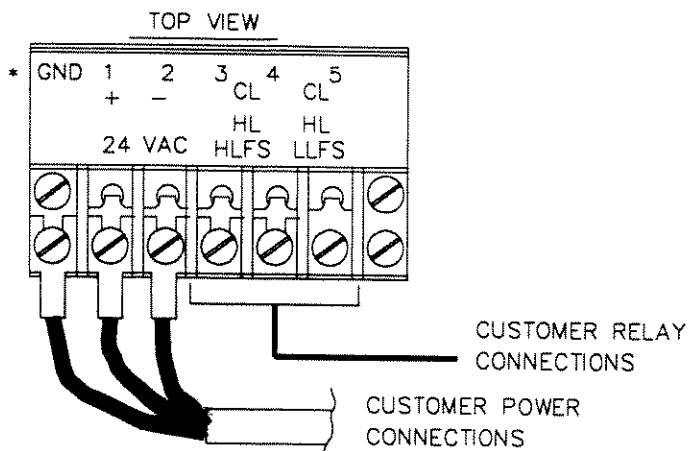 TOP VIEW
* GND 1 2 3 4 5
+ - CL CL
HL HL
24 VAC HLFS LLFS
CUSTOMER RELAY
CONNECTIONS
CUSTOMER POWER
CONNECTIONS